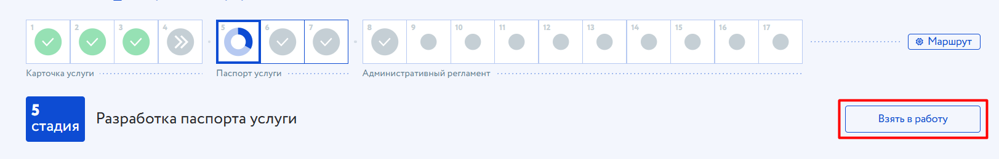 1 2 3 4 5 6 7 8 9 10 11 12 13 14 15 16 17
Маршрут
Карточка услуги Паспорт услуги Административный регламент
5
стадия
Разработка паспорта услуги
Взять в работу